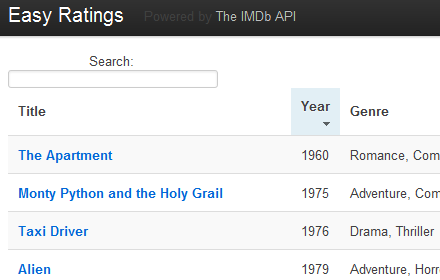 Easy Ratings Powered by The IMDb API
Search:
Title Year Genre
The Apartment 1960 Romance, Com
Monty Python and the Holy Grail 1975 Adventure, Com
Taxi Driver 1976 Drama, Thriller
Alien 1979 Adventure, Horr